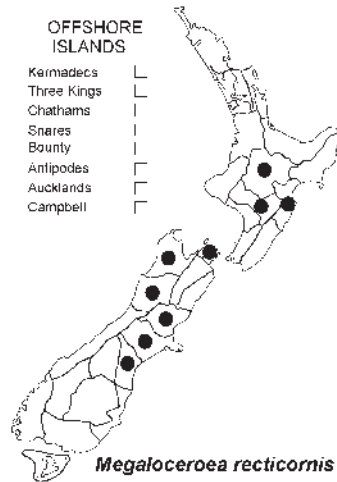 OFFSHORE
ISLANDS
Kermadecs
Three Kings
Chathams
Snares
Bounty
Antipodes
Aucklands
Campbell
Megaloceroea recticornis